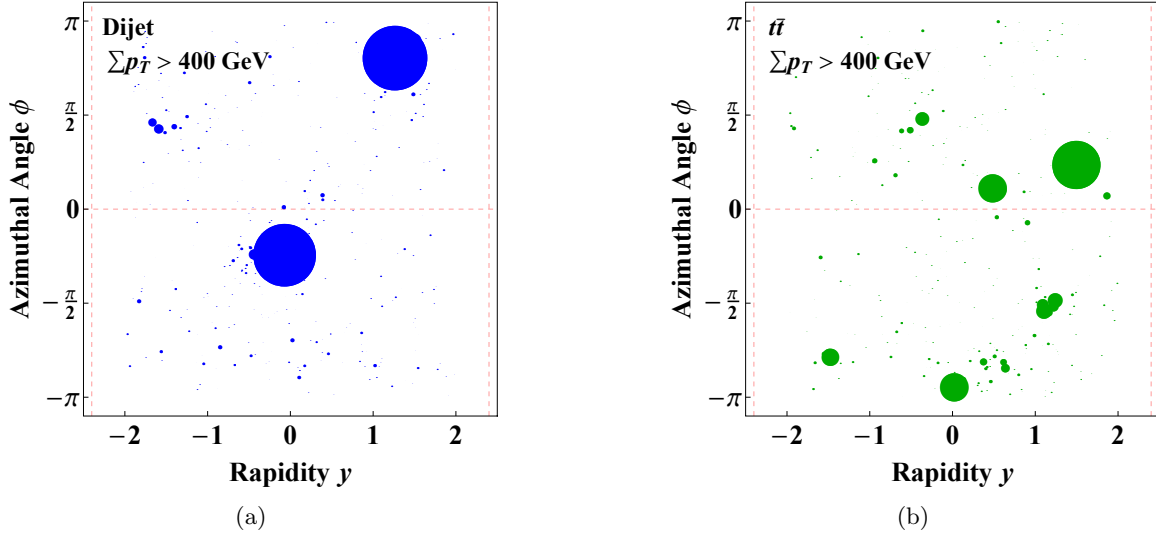 Dijet
∑p_T > 400 GeV
Azimuthal Angle ϕ
π
π/2
0
−π/2
−π
−2 −1 0 1 2
Rapidity y
(a)
tt̄
∑p_T > 400 GeV
Azimuthal Angle ϕ
π
π/2
0
−π/2
−π
−2 −1 0 1 2
Rapidity y
(b)